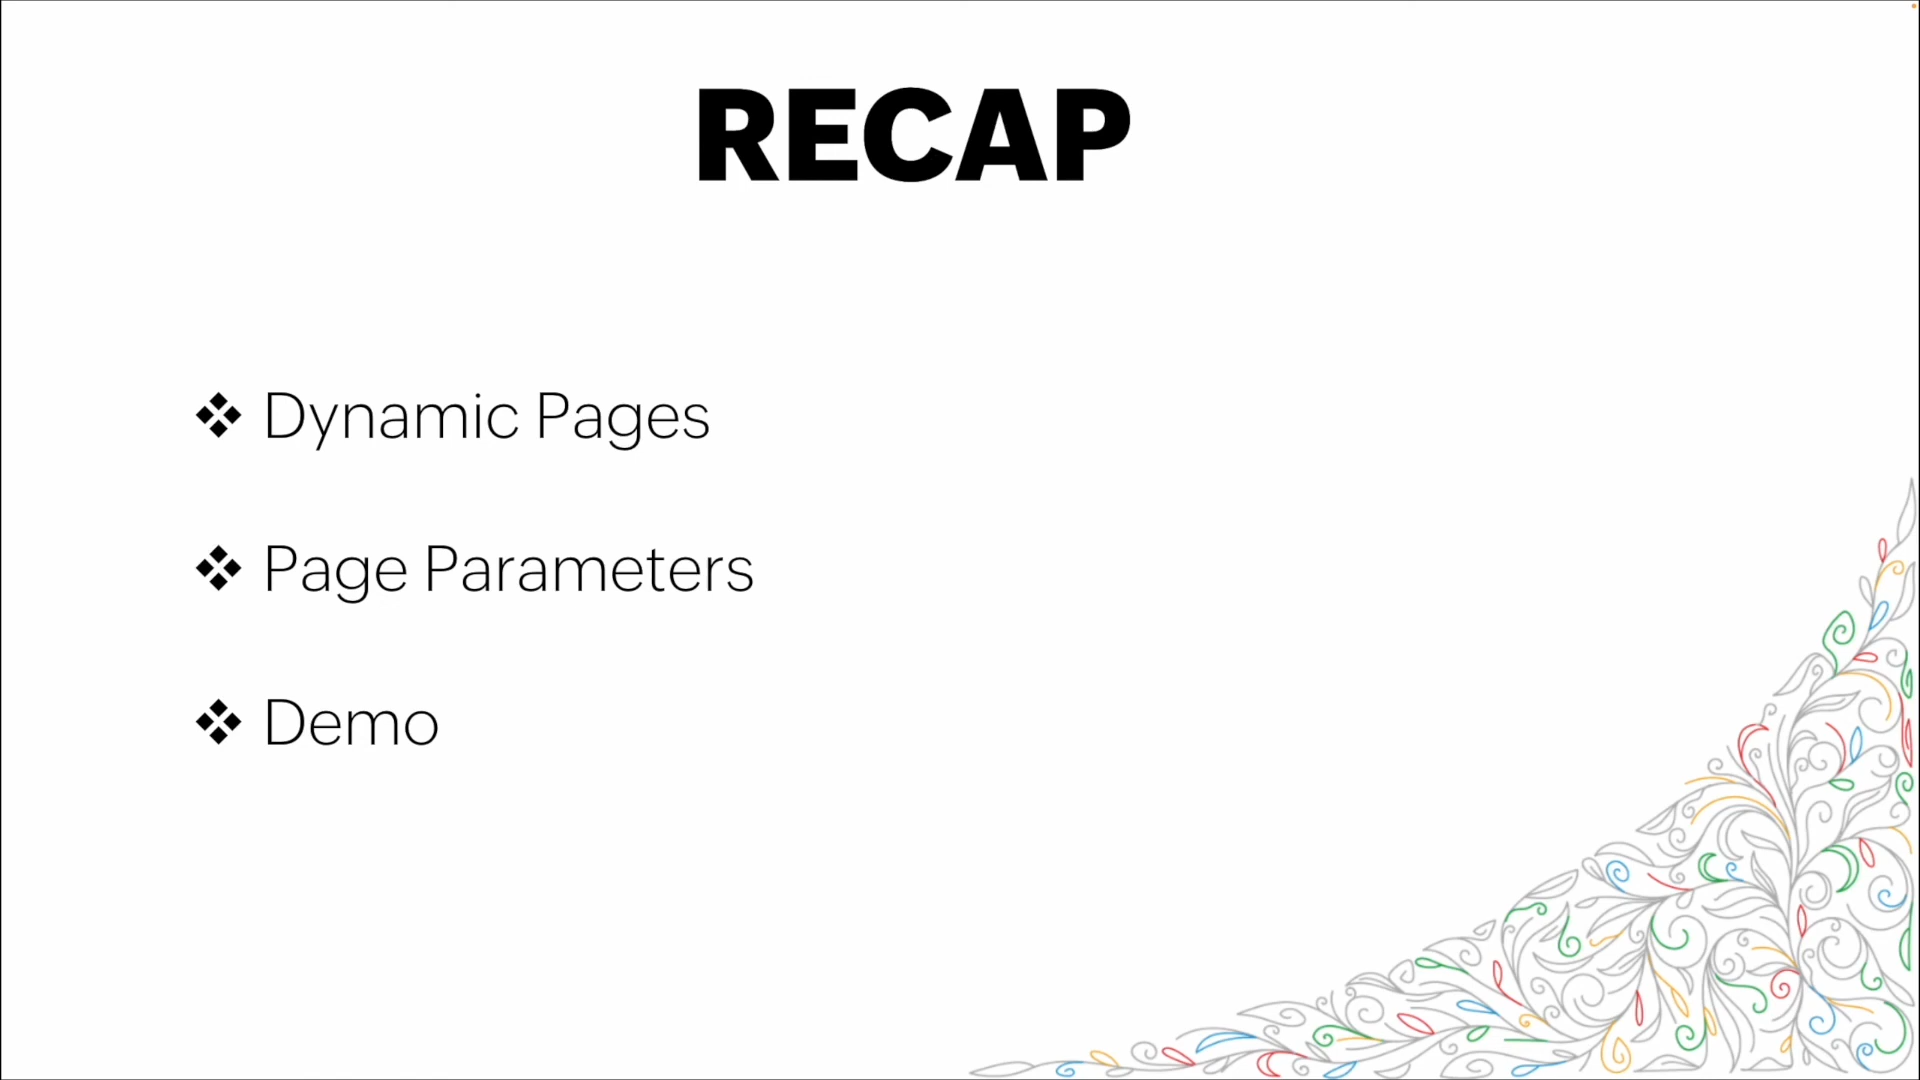 RECAP
❖ Dynamic Pages
❖ Page Parameters
❖ Demo